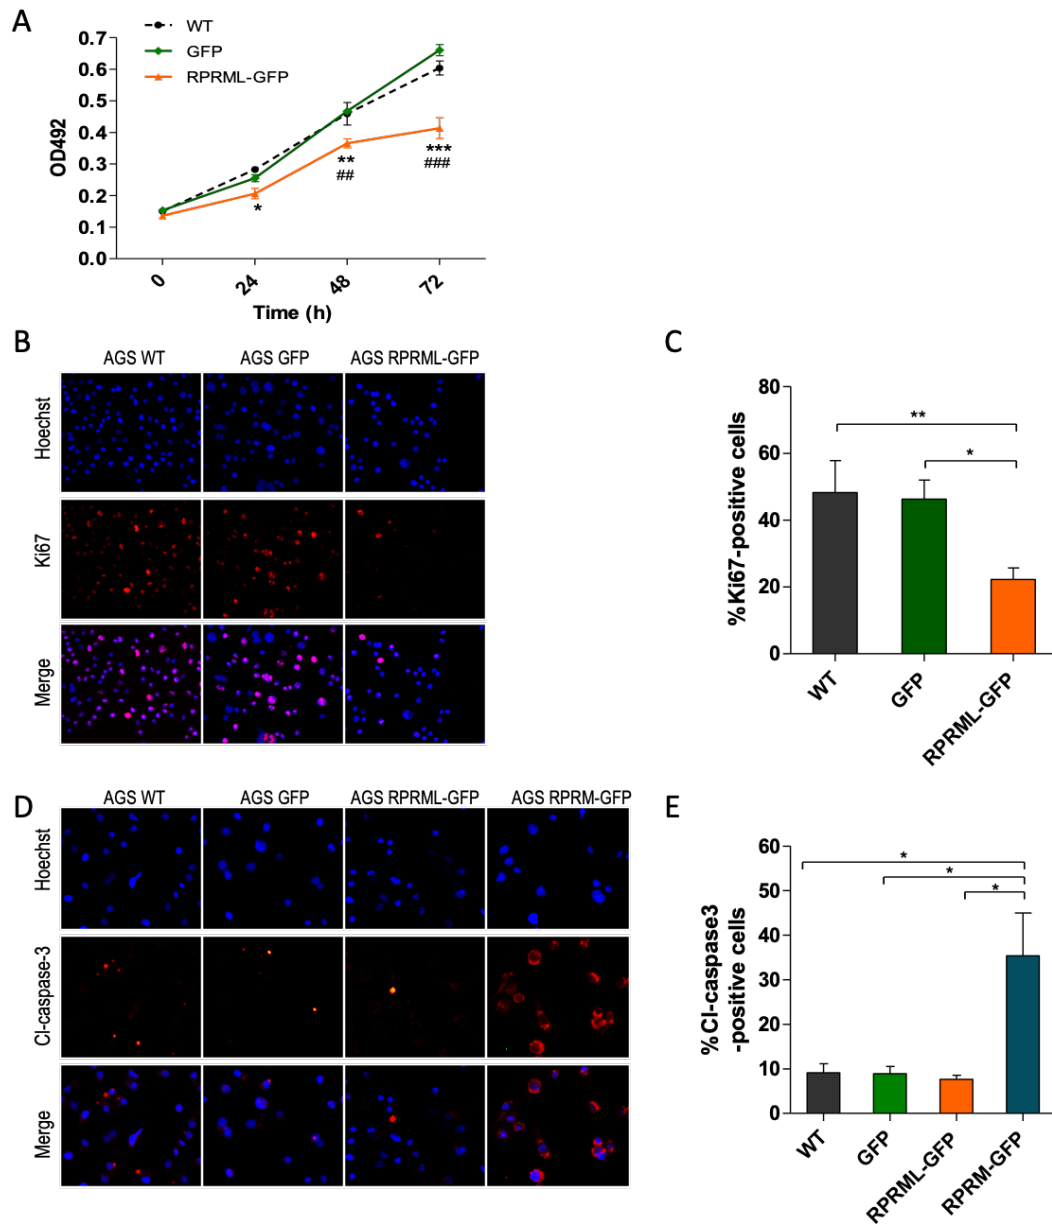 A
WT
GFP
RPRML-GFP
OD492
0.7
0.6
0.5
0.4
0.3
0.2
0.1
0.0
*
**
##
***
###
0
24
48
72
Time (h)
B
AGS WT
AGS GFP
AGS RPRML-GFP
Hoechst
Ki67
Merge
C
%Ki67-positive cells
80
60
40
20
0
**
*
WT
GFP
RPRML-GFP
D
AGS WT
AGS GFP
AGS RPRML-GFP
AGS RPRM-GFP
Hoechst
Cl-caspase-3
Merge
E
%Cl-caspase3
-positive cells
60
50
40
30
20
10
0
*
*
*
WT
GFP
RPRML-GFP
RPRM-GFP